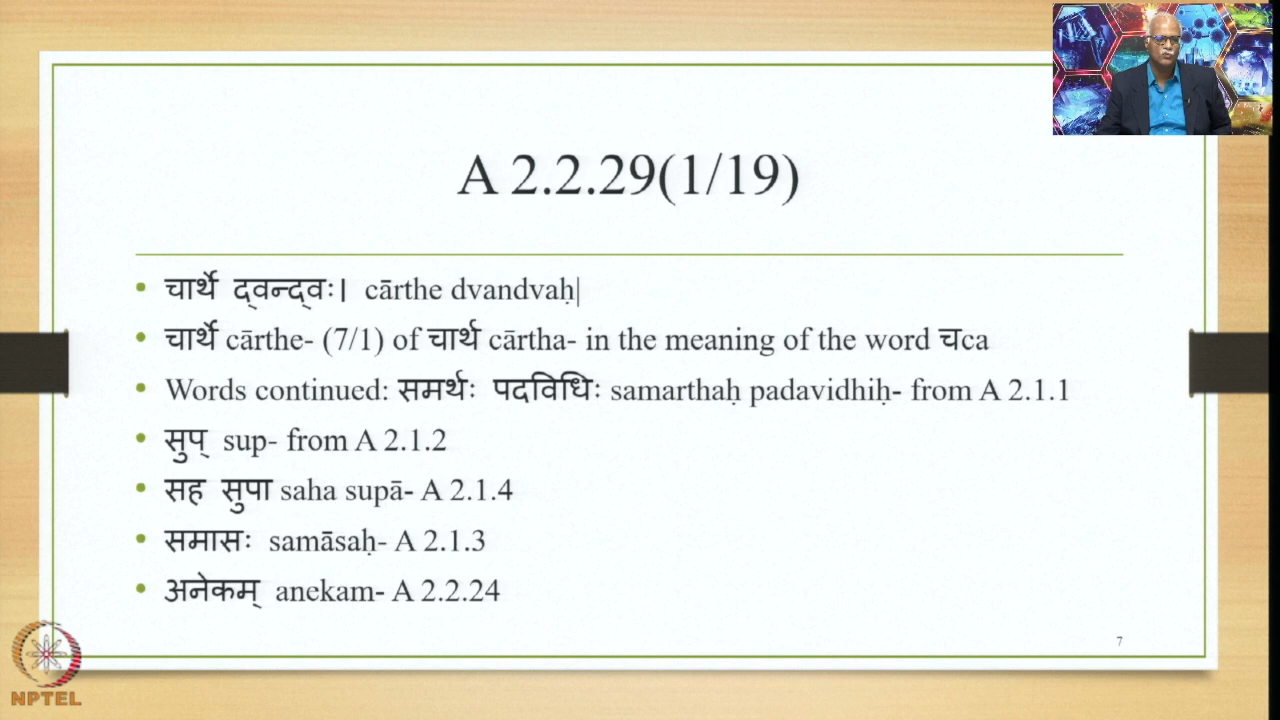 A 2.2.29(1/19)
चार्थे द्वन्द्वः। cārthe dvandvaḥ|
चार्थे cārthe- (7/1) of चार्थ cārtha- in the meaning of the word चca
Words continued: समर्थः पदविधिः samarthaḥ padavidhiḥ- from A 2.1.1
सुप् sup- from A 2.1.2
सह सुपा saha supā- A 2.1.4
समासः samāsaḥ- A 2.1.3
अनेकम् anekam- A 2.2.24
7
NPTEL